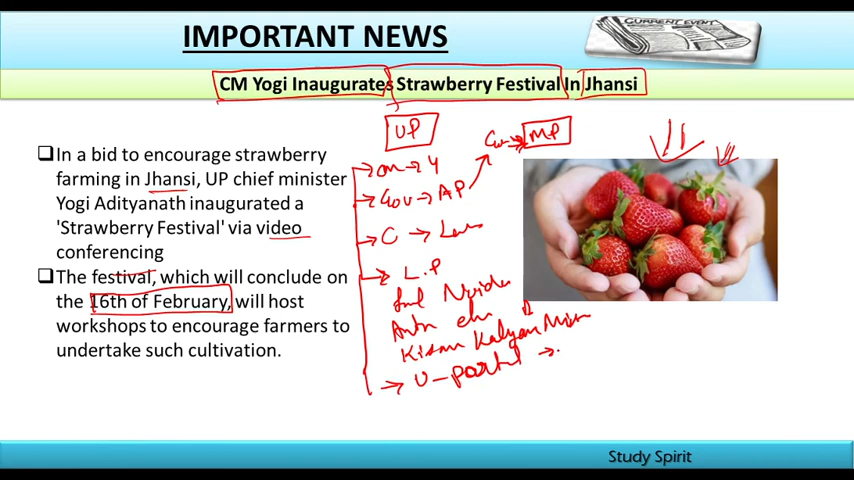 IMPORTANT NEWS
CURRENT EVENT
CM Yogi Inaugurates Strawberry Festival In Jhansi
UP
MP
❑In a bid to encourage strawberry
farming in Jhansi, UP chief minister
Yogi Adityanath inaugurated a
'Strawberry Festival' via video
conferencing
❑The festival, which will conclude on
the 16th of February, will host
workshops to encourage farmers to
undertake such cultivation.
→ Y
→ Gov → AP
→ C →
→ L.P
Noida
Kisan Kalyan
→ U-
Study Spirit